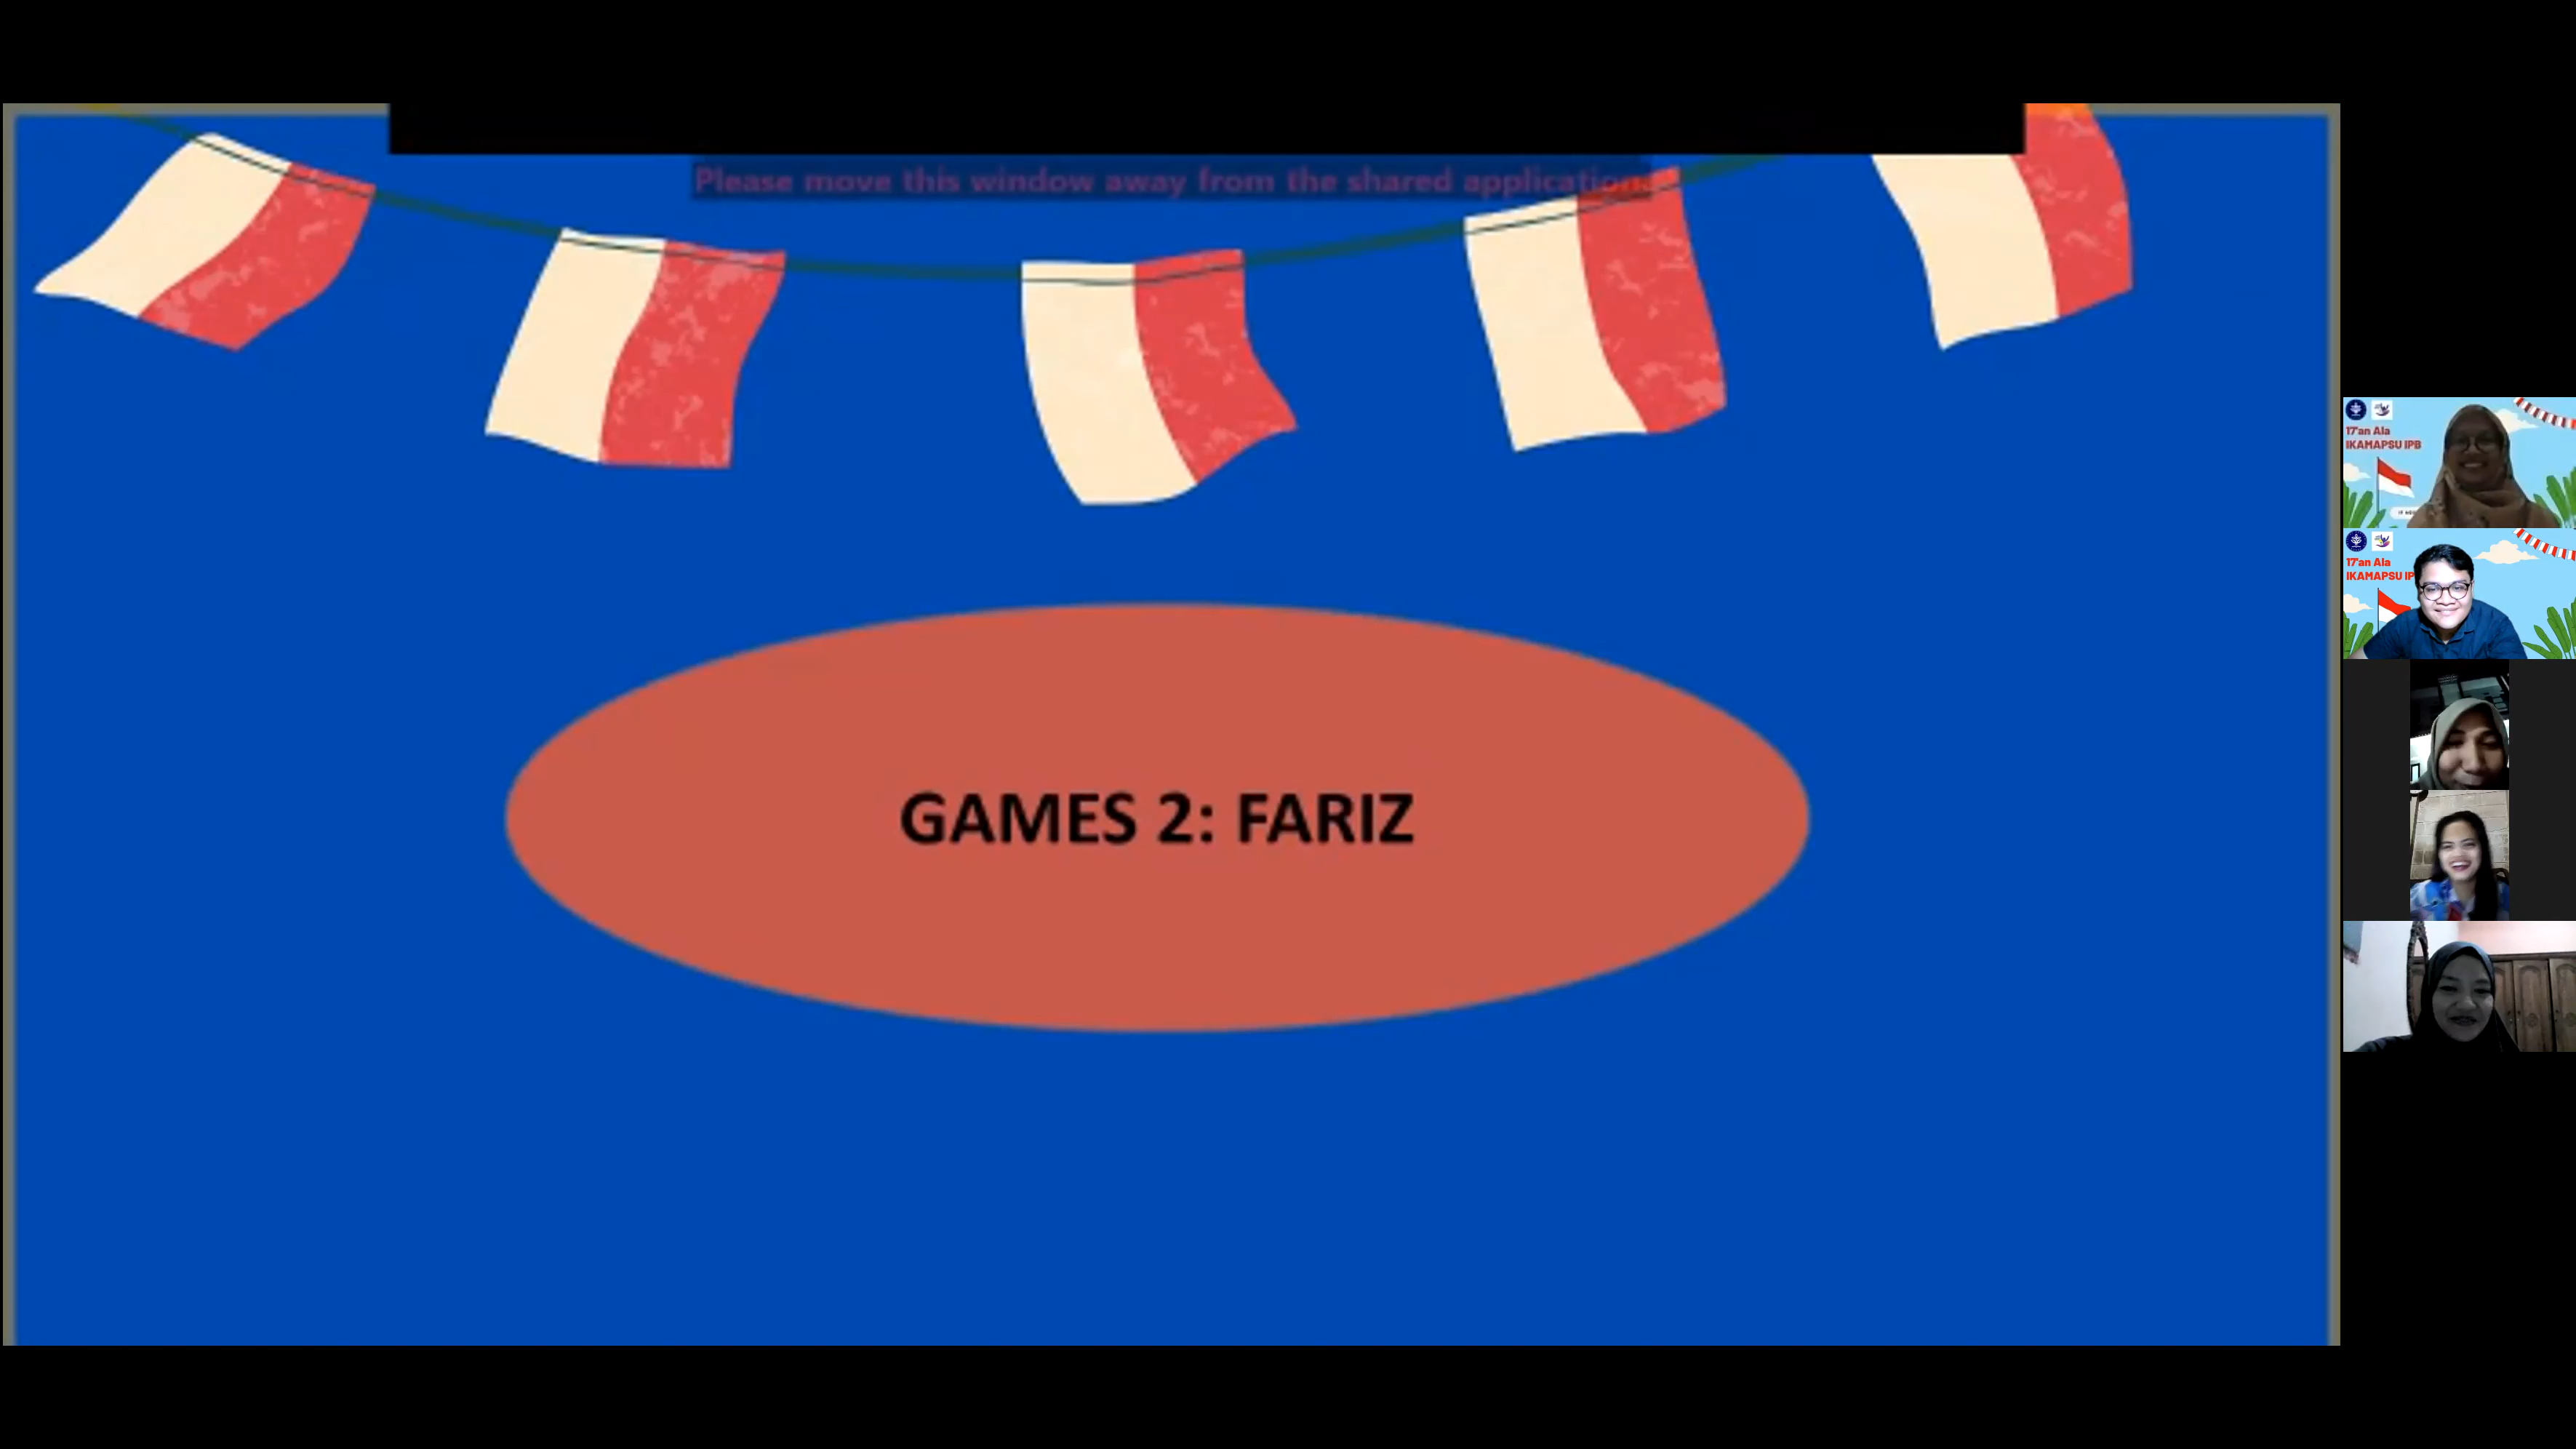 Please move this window away from the shared application
GAMES 2: FARIZ
17'an Ala
IKAMAPSU IPB
17'an Ala
IKAMAPSU IP